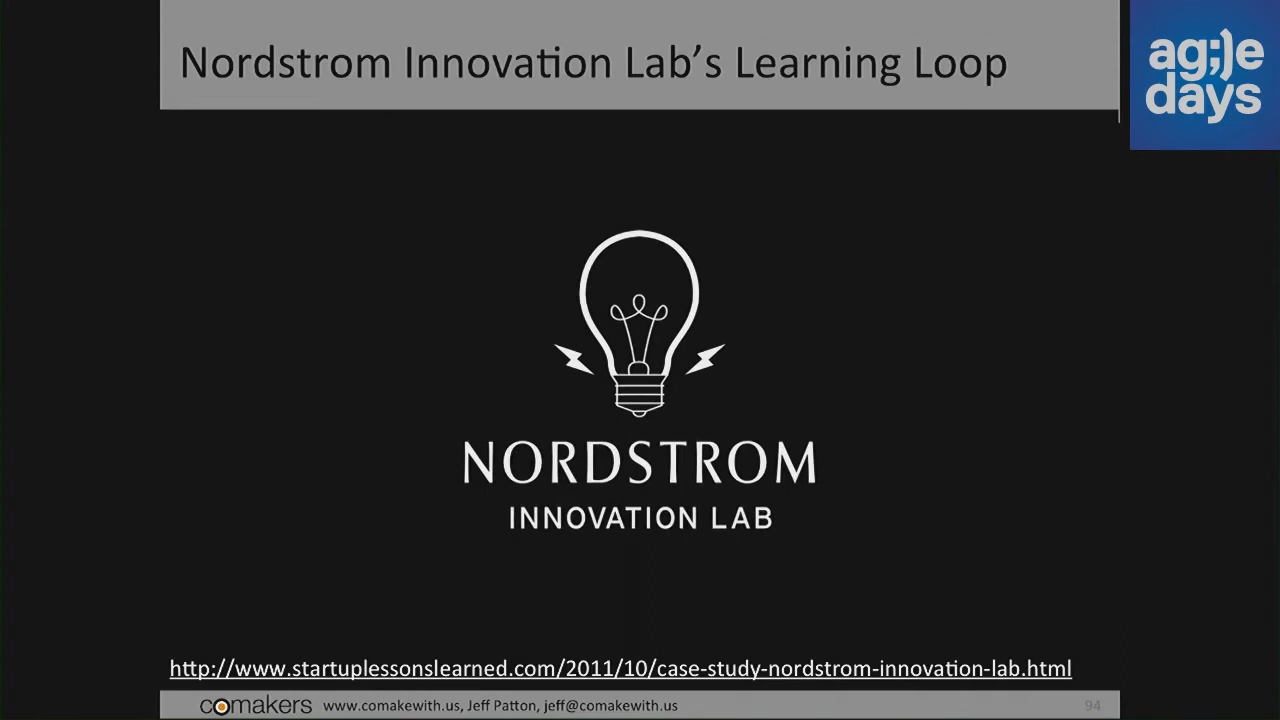 Nordstrom Innovation Lab’s Learning Loop
ag;)e
days
NORDSTROM
INNOVATION LAB
http://www.startuplessonslearned.com/2011/10/case-study-nordstrom-innovation-lab.html
comakers www.comakewith.us, Jeff Patton, jeff@comakewith.us 94